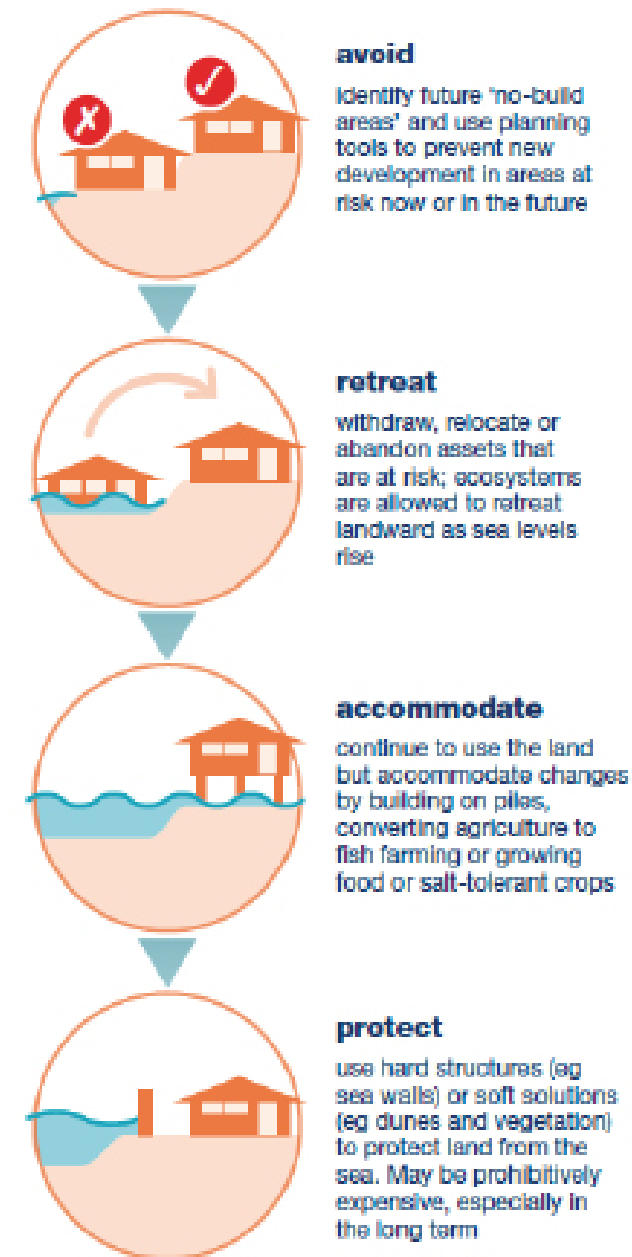 avoid
identify future 'no-build
areas' and use planning
tools to prevent new
development in areas at
risk now or in the future
retreat
withdraw, relocate or
abandon assets that
are at risk; ecosystems
are allowed to retreat
landward as sea levels
rise
accommodate
continue to use the land
but accommodate changes
by building on piles,
converting agriculture to
fish farming or growing
food or salt-tolerant crops
protect
use hard structures (eg
sea walls) or soft solutions
(eg dunes and vegetation)
to protect land from the
sea. May be prohibitively
expensive, especially in
the long term